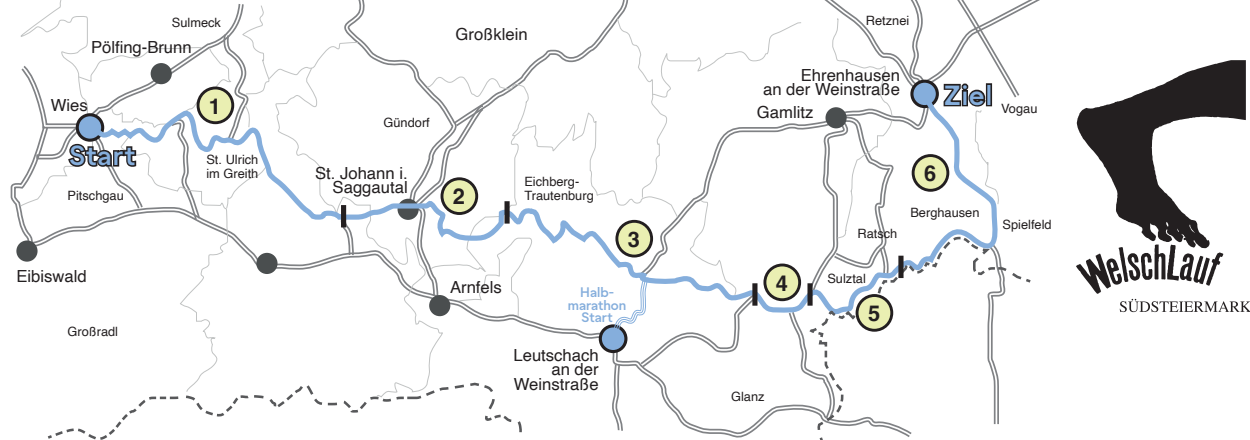 Sulmeck
Pölfing-Brunn
Wies
1
Start
St. Ulrich
im Greith
Pitschgau
Eibiswald
Großradl
Großklein
Gündorf
St. Johann i.
Saggautal
2
Eichberg-
Trautenburg
3
Arnfels
Halb-
marathon
Start
Leutschach
an der
Weinstraße
Glanz
4
5
Sulztal
Ratsch
Retznei
Ehrenhausen
an der Weinstraße
Gamlitz
Ziel
Vogau
6
Berghausen
Spielfeld
WelschLauf
SÜDSTEIERMARK